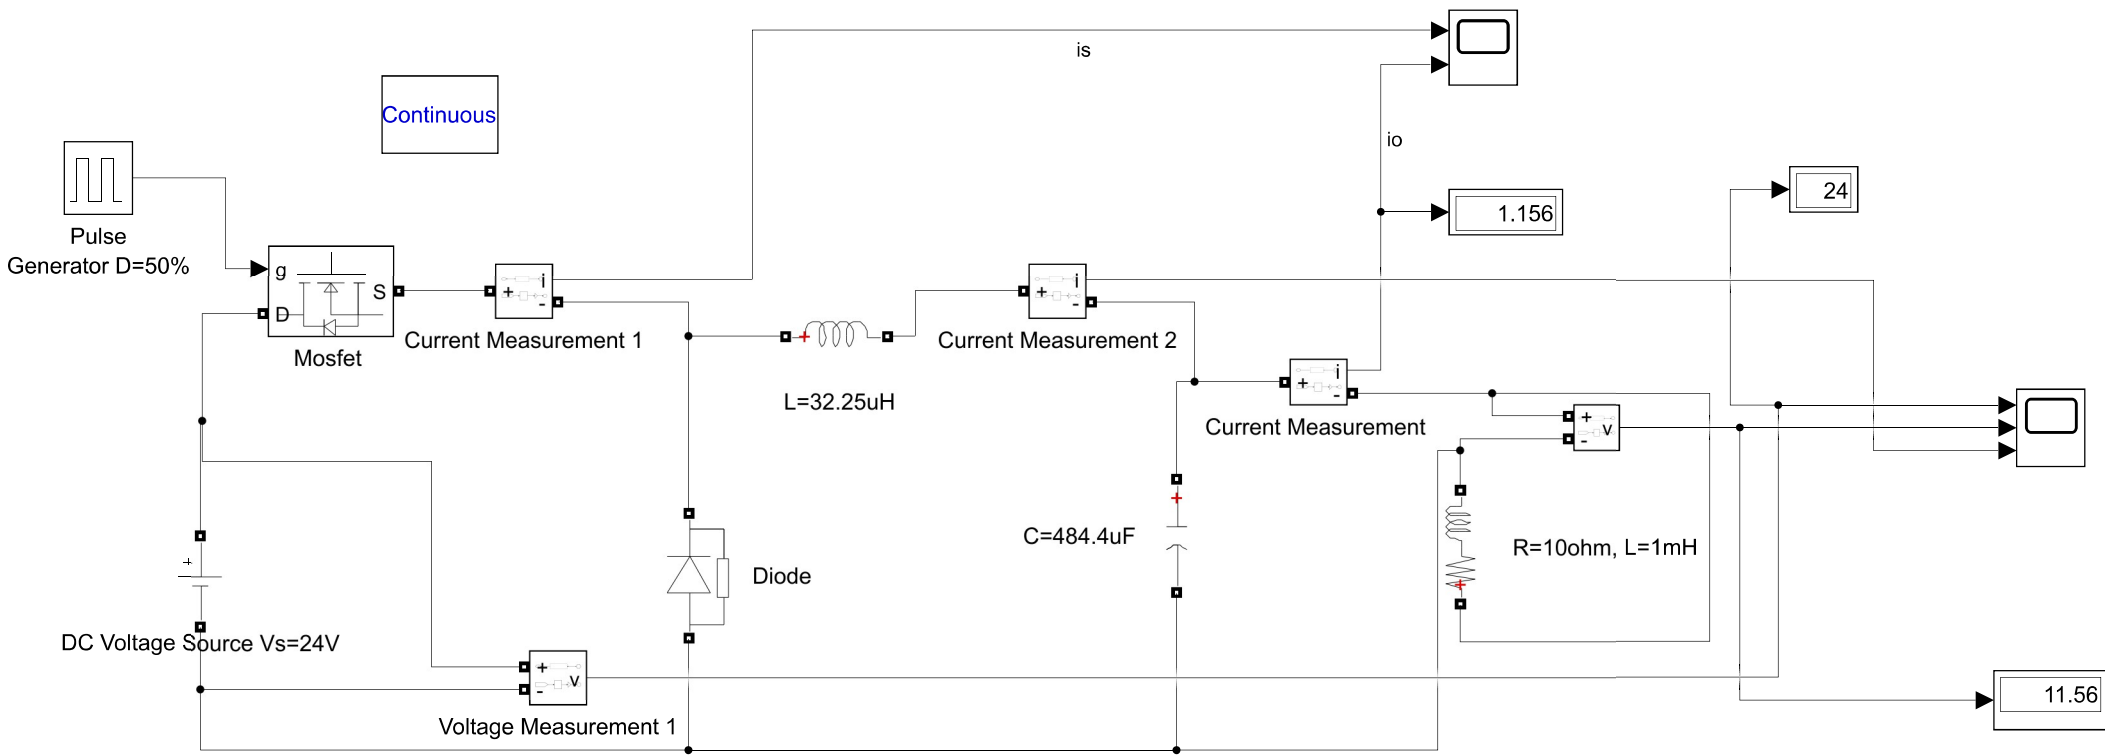 is
Continuous
io
24
1.156
Pulse
Generator D=50%
g
S
D
i
+
-
i
+
-
Mosfet
Current Measurement 1
Current Measurement 2
+
i
+
-
L=32.25uH
+
v
-
Current Measurement
+
C=484.4uF
R=10ohm, L=1mH
+
Diode
+
DC Voltage Source Vs=24V
+
v
-
11.56
Voltage Measurement 1